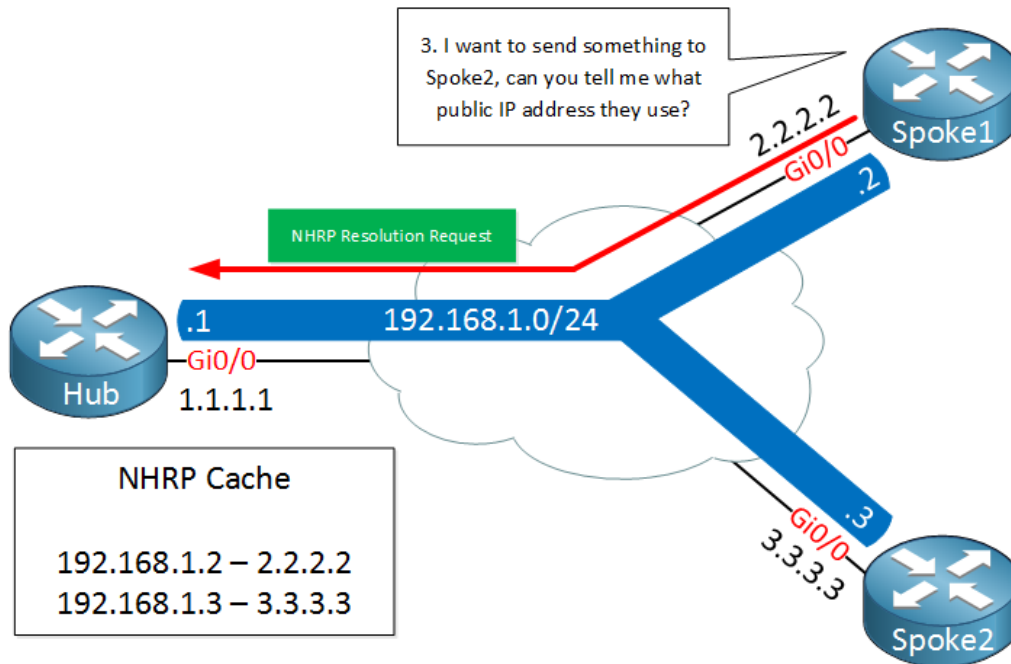 3. I want to send something to
Spoke2, can you tell me what
public IP address they use?
Spoke1
2.2.2.2
Gi0/0
.2
NHRP Resolution Request
.1
192.168.1.0/24
Gi0/0
Hub
1.1.1.1
NHRP Cache
192.168.1.2 – 2.2.2.2
192.168.1.3 – 3.3.3.3
.3
Gi0/0
3.3.3.3
Spoke2